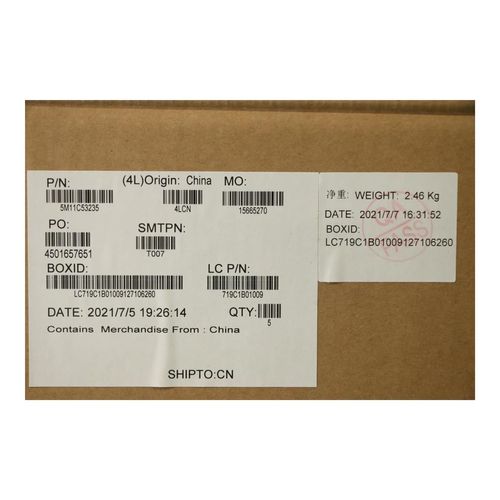 P/N: (4L)Origin: China MO:
5M11C53235 4LCN 15665270
PO: SMTPN:
4501657651 T007
BOXID: LC P/N:
LC719C1B01009127106260 719C1B01009
DATE: 2021/7/5 19:26:14 QTY:
5
Contains Merchandise From : China
SHIPTO:CN
净重: WEIGHT: 2.46 Kg
DATE: 2021/7/7 16:31:52
BOXID:
LC719C1B01009127106260